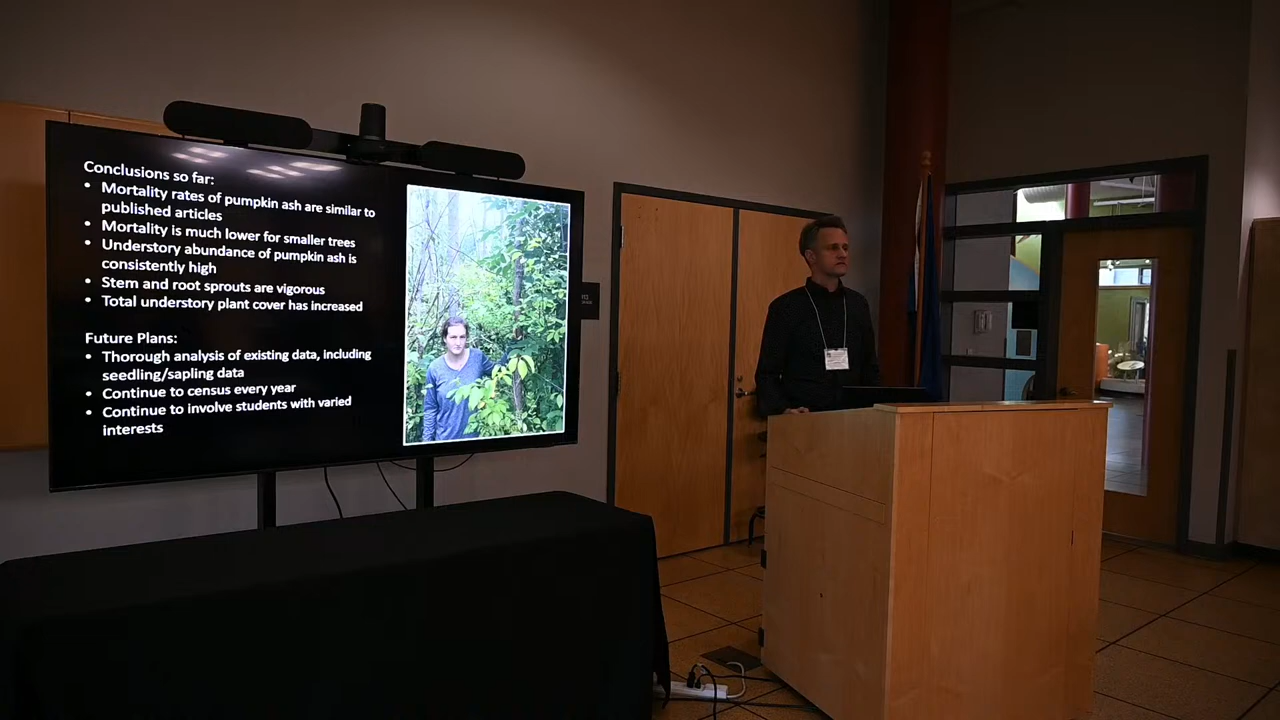 Conclusions so far:
• Mortality rates of pumpkin ash are similar to
published articles
• Mortality is much lower for smaller trees
• Understory abundance of pumpkin ash is
consistently high
• Stem and root sprouts are vigorous
• Total understory plant cover has increased
Future Plans:
• Thorough analysis of existing data, including
seedling/sapling data
• Continue to census every year
• Continue to involve students with varied
interests